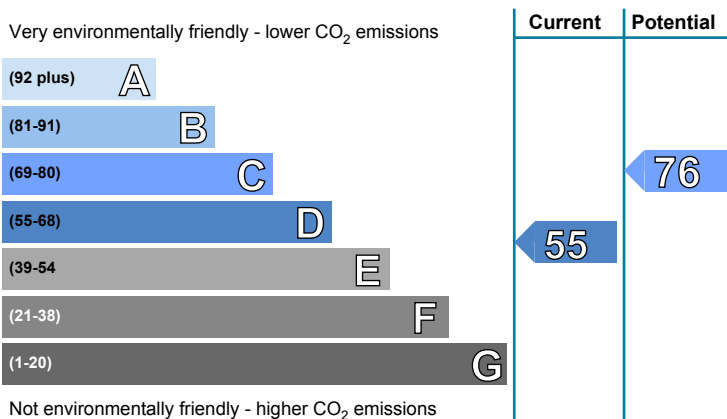 Current Potential
Very environmentally friendly - lower CO2 emissions
(92 plus) A
(81-91) B
(69-80) C
76
(55-68) D
55
(39-54 E
(21-38) F
(1-20) G
Not environmentally friendly - higher CO2 emissions